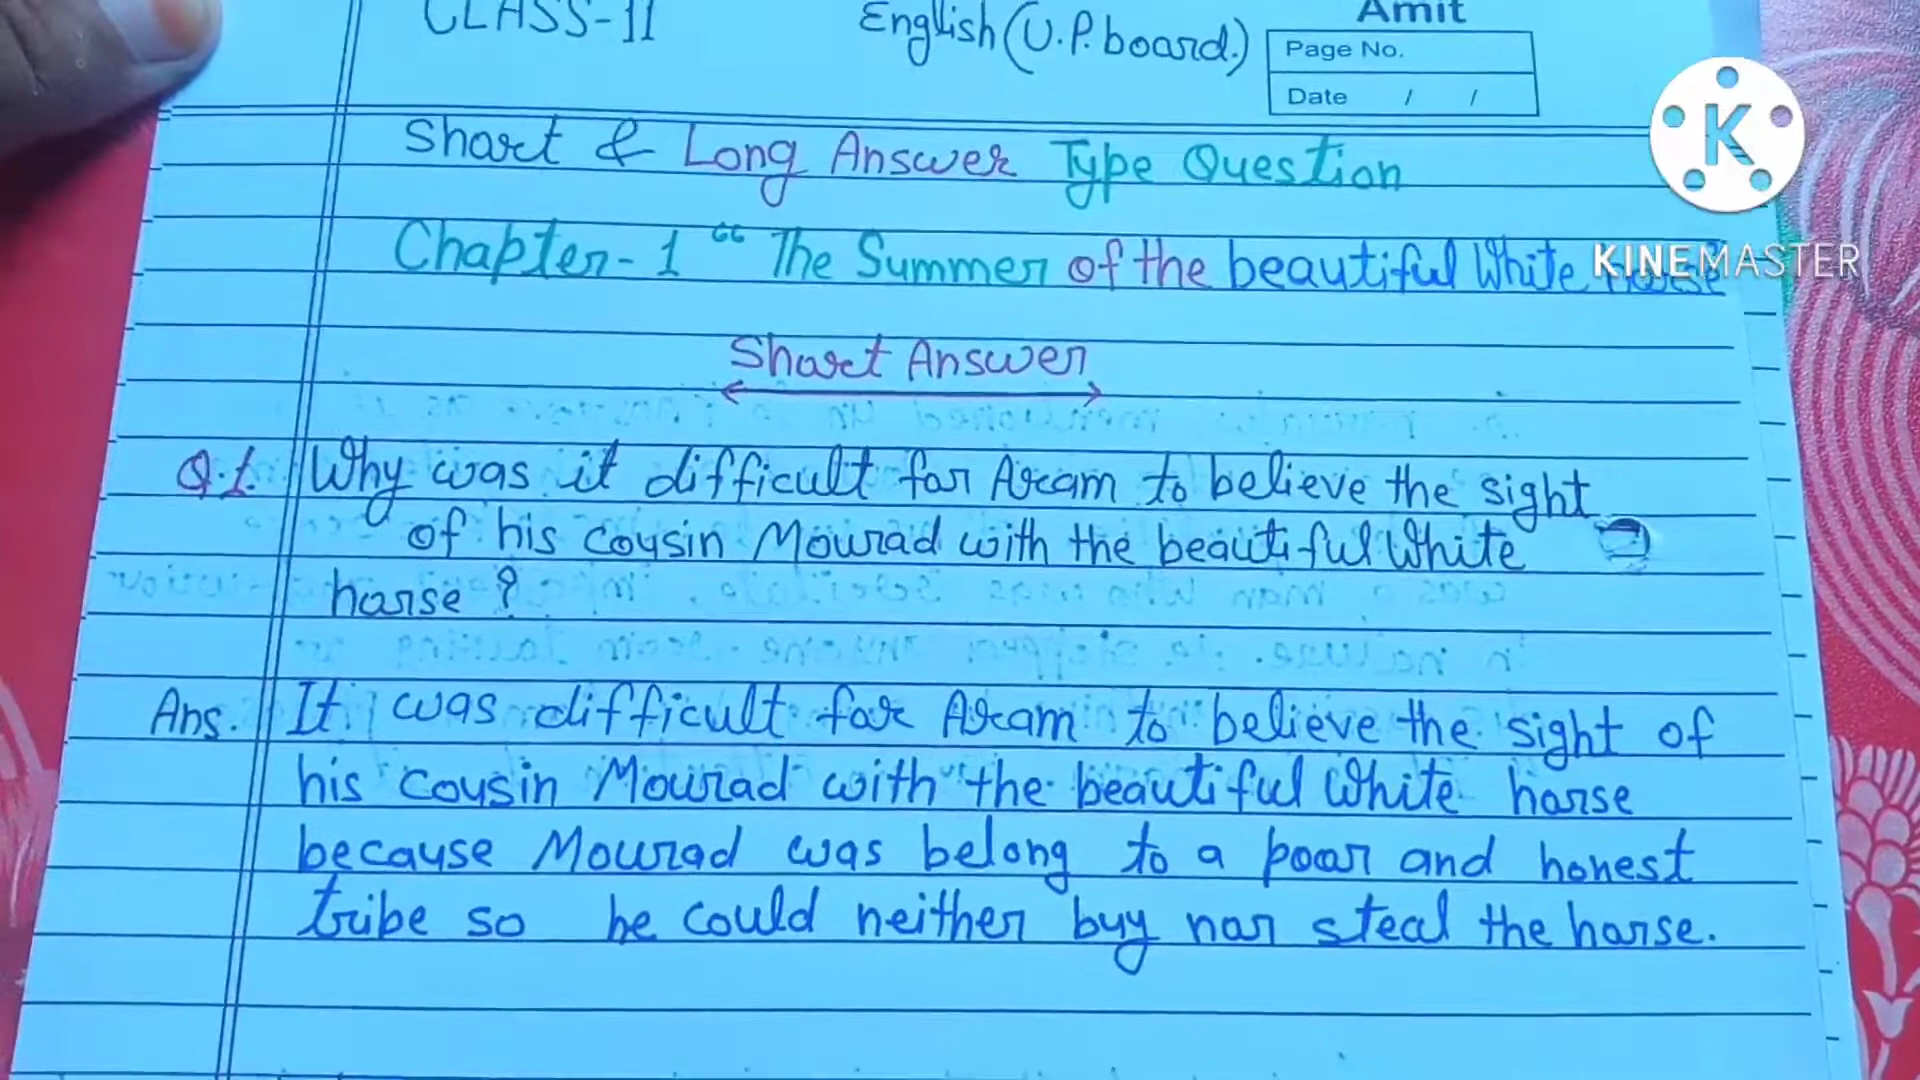 CLASS-11 English (U.P. board.)
Amit
Page No.
Date / /
Short & Long Answer Type Question
Chapter-1 “ The Summer of the beautiful White Horse
K
KINEMASTER
Short Answer
Q.1. Why was it difficult for Aram to believe the sight
of his cousin Mourad with the beautiful White
horse ?
Ans. It was difficult for Aram to believe the sight of
his cousin Mourad with the beautiful White horse
because Mourad was belong to a poor and honest
tribe so he could neither buy nor steal the horse.